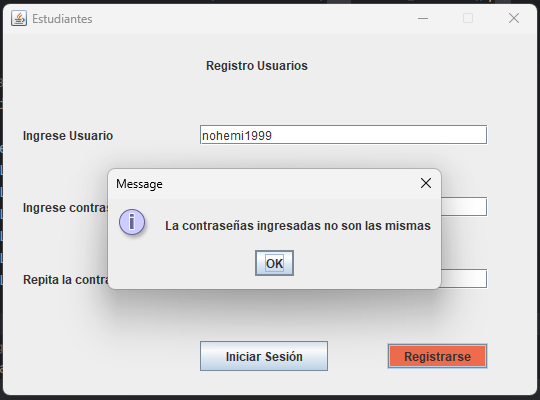 Estudiantes
Registro Usuarios
Ingrese Usuario
nohemi1999
Message
Ingrese contras
La contraseñas ingresadas no son las mismas
OK
Repita la contra
Iniciar Sesión
Registrarse